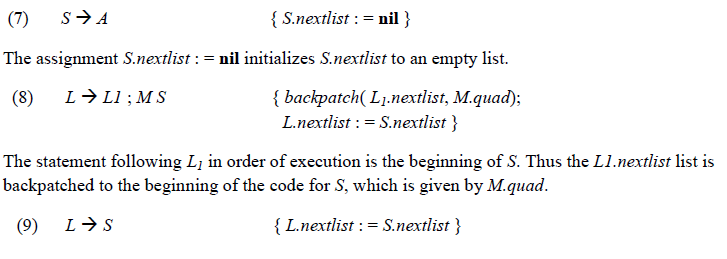 (7) S → A { S.nextlist : = nil }
The assignment S.nextlist : = nil initializes S.nextlist to an empty list.
(8) L → L1 ; M S { backpatch( L1.nextlist, M.quad);
L.nextlist : = S.nextlist }
The statement following L1 in order of execution is the beginning of S. Thus the L1.nextlist list is
backpatched to the beginning of the code for S, which is given by M.quad.
(9) L → S { L.nextlist : = S.nextlist }